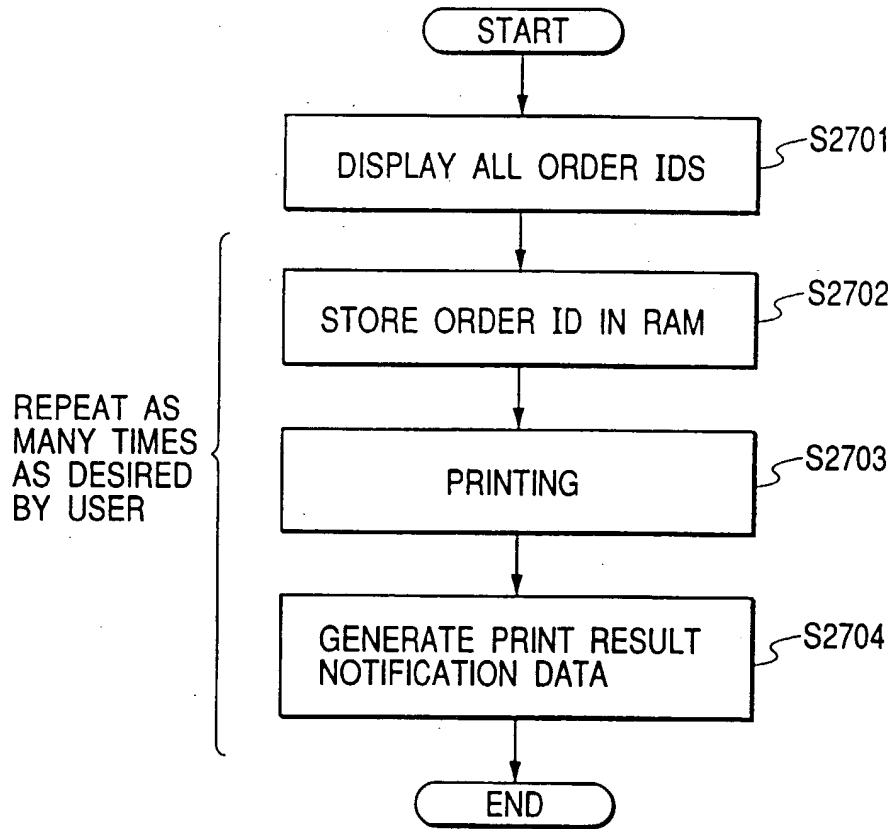 START
DISPLAY ALL ORDER IDS
S2701
STORE ORDER ID IN RAM
S2702
REPEAT AS
MANY TIMES
AS DESIRED
BY USER
PRINTING
S2703
GENERATE PRINT RESULT
NOTIFICATION DATA
S2704
END